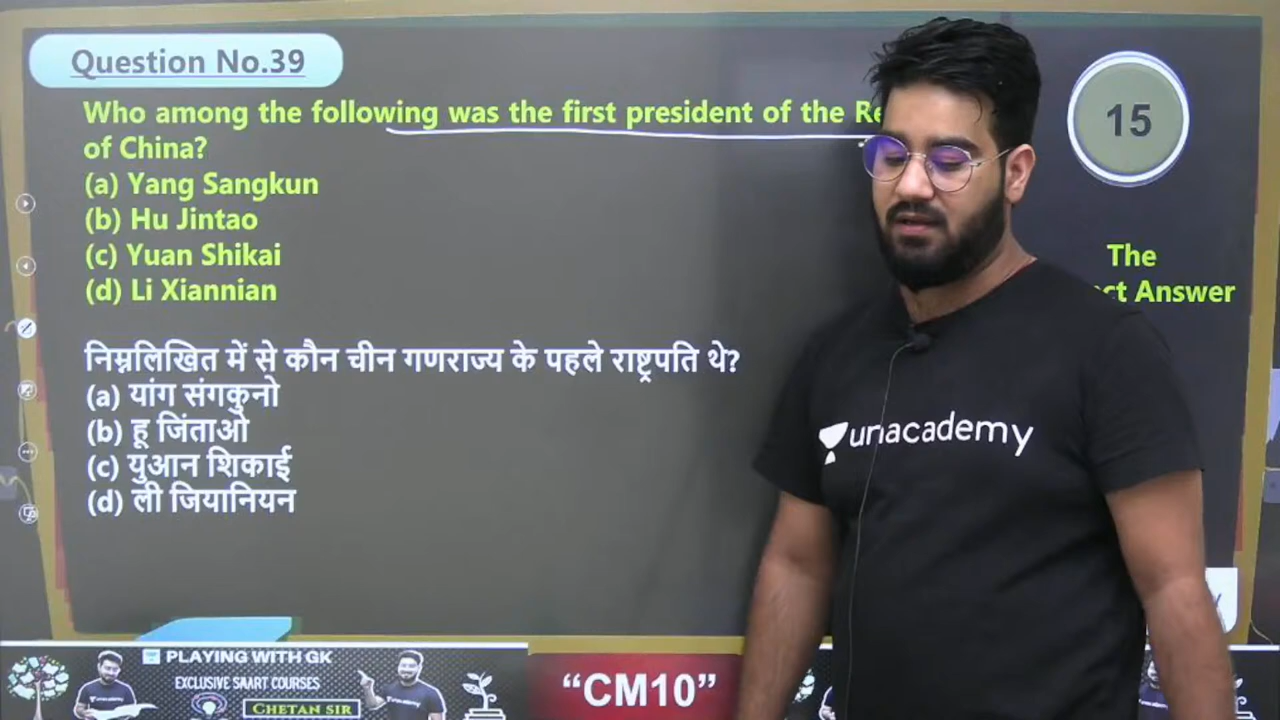 Question No.39
Who among the following was the first president of the Re
of China?
(a) Yang Sangkun
(b) Hu Jintao
(c) Yuan Shikai
(d) Li Xiannian
निम्नलिखित में से कौन चीन गणराज्य के पहले राष्ट्रपति थे?
(a) यांग संगकुनो
(b) हू जिंताओ
(c) युआन शिकाई
(d) ली जियानियन
15
The
ct Answer
unacademy
PLAYING WITH GK
EXCLUSIVE SAART COURSES
CHETAN SIR
"CM10"